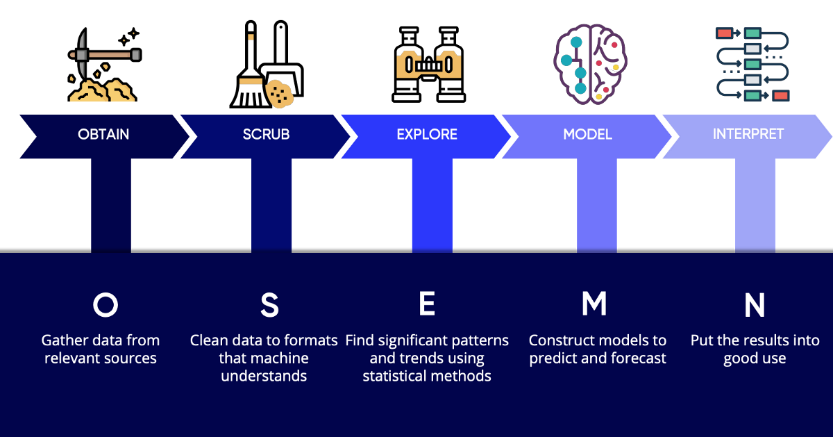 OBTAIN
SCRUB
EXPLORE
MODEL
INTERPRET
O
Gather data from
relevant sources
S
Clean data to formats
that machine
understands
E
Find significant patterns
and trends using
statistical methods
M
Construct models to
predict and forecast
N
Put the results into
good use